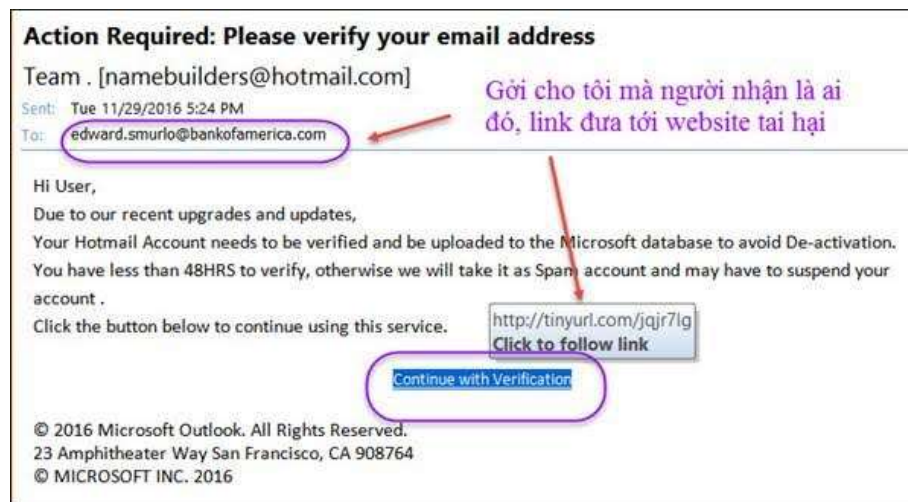 Action Required: Please verify your email address
Team . [namebuilders@hotmail.com]
Sent: Tue 11/29/2016 5:24 PM
To: edward.smurlo@bankofamerica.com
Gởi cho tôi mà người nhận là ai
đó, link đưa tới website tai hại
Hi User,
Due to our recent upgrades and updates,
Your Hotmail Account needs to be verified and be uploaded to the Microsoft database to avoid De-activation.
You have less than 48HRS to verify, otherwise we will take it as Spam account and may have to suspend your
account .
Click the button below to continue using this service.
http://tinyurl.com/jqjr7lg
Click to follow link
Continue with Verification
© 2016 Microsoft Outlook. All Rights Reserved.
23 Amphitheater Way San Francisco, CA 908764
© MICROSOFT INC. 2016